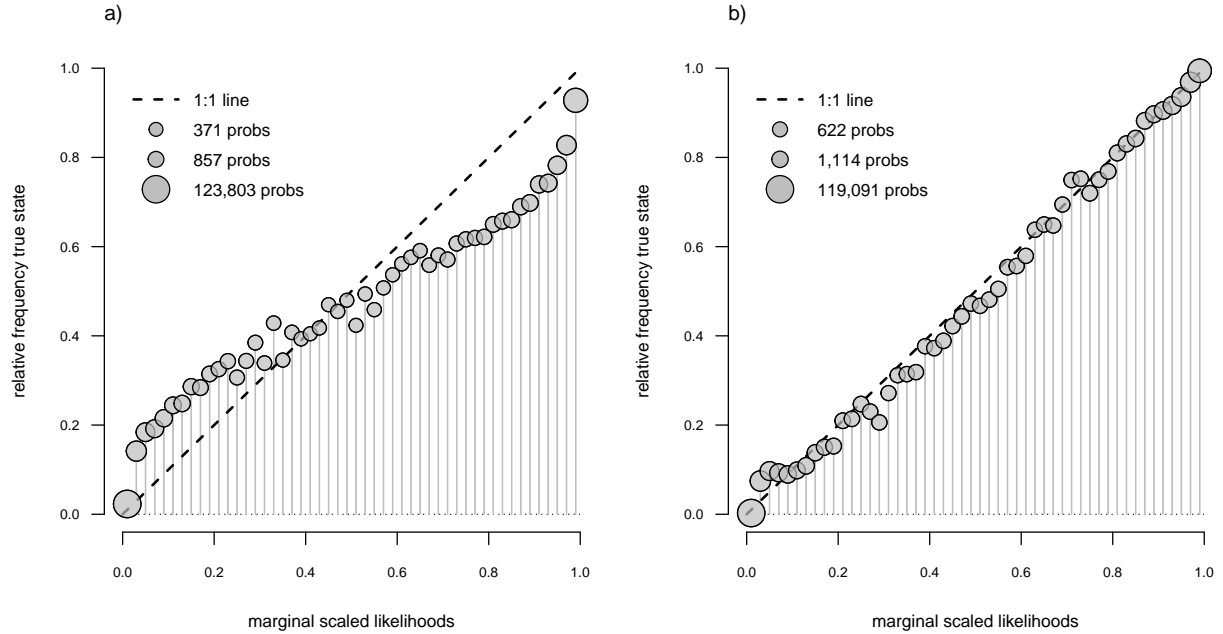 a)
relative frequency true state
1.0
0.8
0.6
0.4
0.2
0.0
1:1 line
371 probs
857 probs
123,803 probs
0.0 0.2 0.4 0.6 0.8 1.0
marginal scaled likelihoods
b)
relative frequency true state
1.0
0.8
0.6
0.4
0.2
0.0
1:1 line
622 probs
1,114 probs
119,091 probs
0.0 0.2 0.4 0.6 0.8 1.0
marginal scaled likelihoods